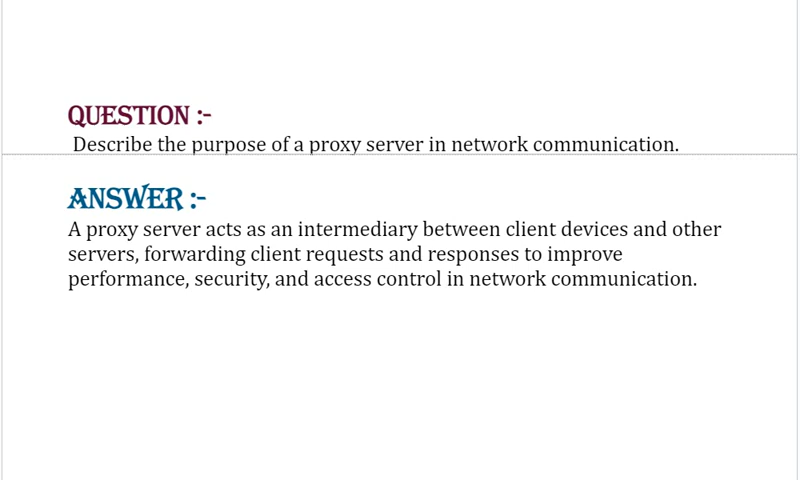 QUESTION :-
Describe the purpose of a proxy server in network communication.
ANSWER :-
A proxy server acts as an intermediary between client devices and other
servers, forwarding client requests and responses to improve
performance, security, and access control in network communication.